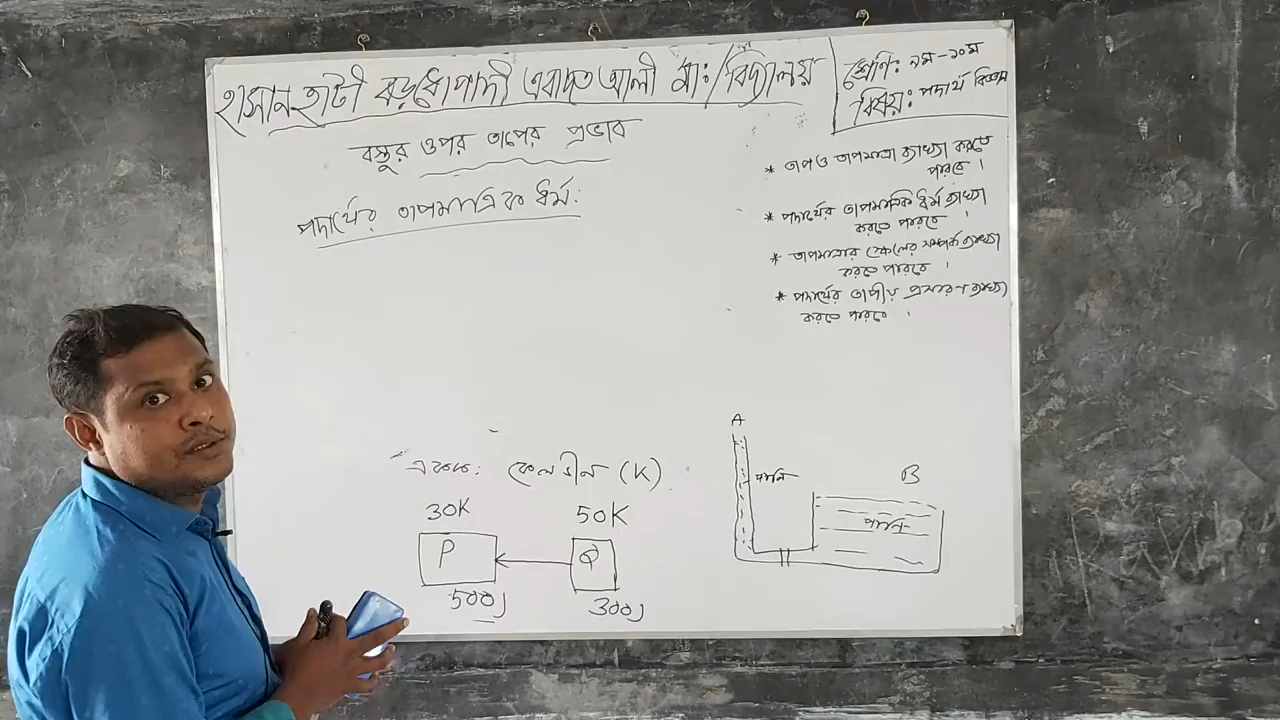 হাসানহাটী বড়ধোপাদী এবাদত আলী মাঃ/বিদ্যালয়
শ্রেণি: ৯ম-১০ম
বিষয়: পদার্থ বিজ্ঞান
বস্তুর ওপর তাপের প্রভাব
পদার্থের তাপমাত্রিক ধর্ম:
* তাপ ও তাপমাত্রা ব্যাখ্যা করতে
পারবে।
* পদার্থের তাপমাত্রিক ধর্ম ব্যাখ্যা
করতে পারবে।
* তাপমাত্রার স্কেলের সম্পর্ক ব্যাখ্যা
করতে পারবে।
* পদার্থের তাপীয় প্রসারণ ব্যাখ্যা
করতে পারবে।
একক: কেলভীন (K)
30K
50K
P
Q
500J
300J
A
পানি
B
পানি